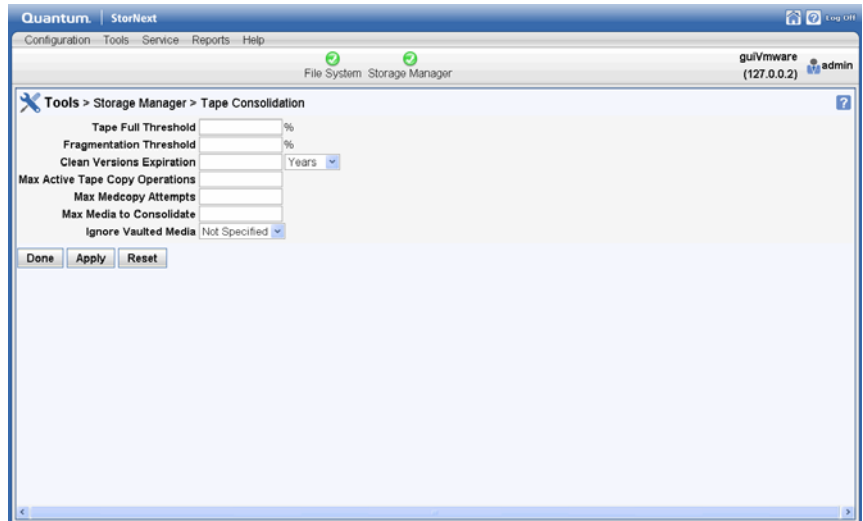 Quantum. StorNext Log Off
Configuration Tools Service Reports Help
File System Storage Manager
guiVmware
(127.0.0.2)
admin
Tools > Storage Manager > Tape Consolidation ?
Tape Full Threshold %
Fragmentation Threshold %
Clean Versions Expiration Years
Max Active Tape Copy Operations
Max Medcopy Attempts
Max Media to Consolidate
Ignore Vaulted Media Not Specified
Done Apply Reset